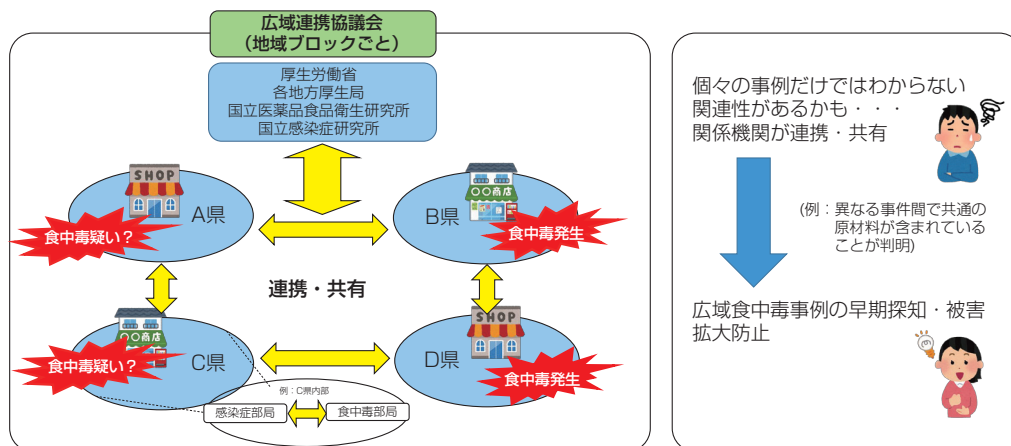 広域連携協議会
（地域ブロックごと）
厚生労働省
各地方厚生局
国立医薬品食品衛生研究所
国立感染症研究所
SHOP
A県
食中毒疑い？
〇〇商店
B県
食中毒発生
連携・共有
〇〇商店
C県
食中毒疑い？
SHOP
D県
食中毒発生
例：C県内部
感染症部局
食中毒部局
個々の事例だけではわからない
関連性があるかも・・・
関係機関が連携・共有
(例：異なる事件間で共通の
原材料が含まれている
ことが判明)
広域食中毒事例の早期探知・被害
拡大防止